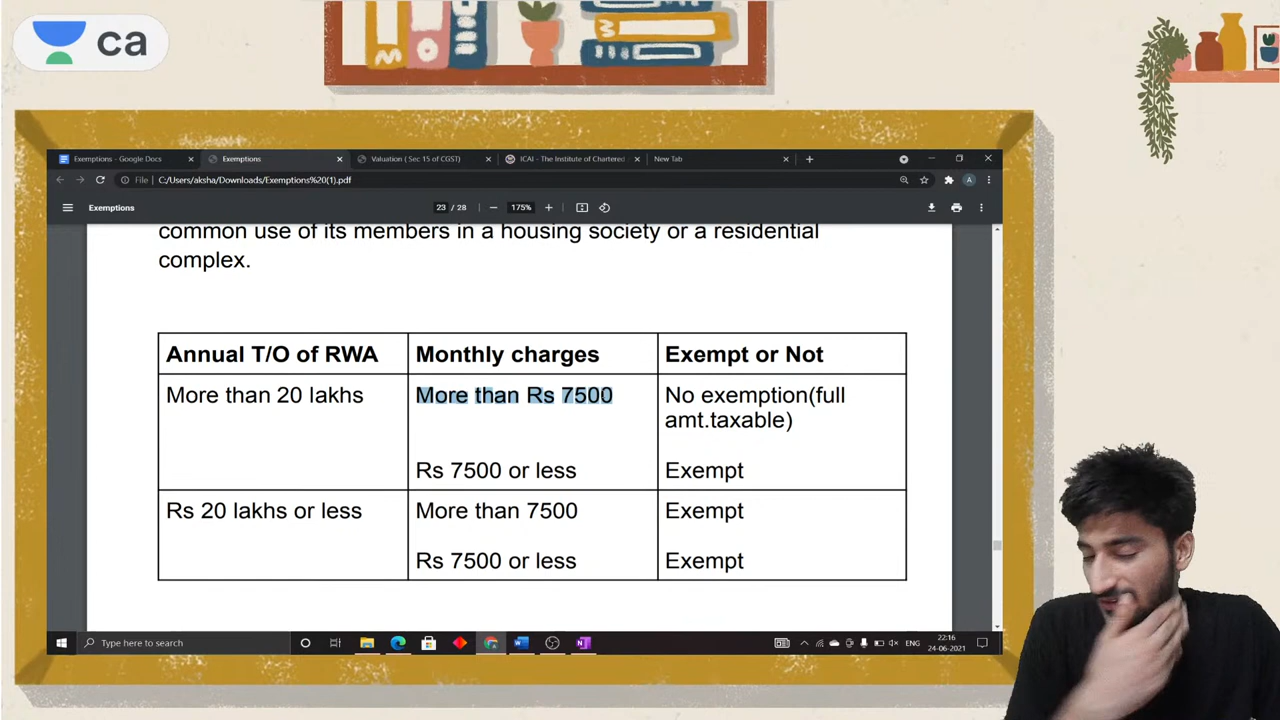 ca
Exemptions - Google Docs
Exemptions
Valuation ( Sec 15 of CGST)
ICAI - The Institute of Chartered
New Tab
File
C:/Users/aksha/Downloads/Exemptions%20(1).pdf
A
Exemptions
23 / 28
175%
common use of its members in a housing society or a residential
complex.
Annual T/O of RWA Monthly charges Exempt or Not
More than 20 lakhs More than Rs 7500 No exemption(full
amt.taxable)
Rs 7500 or less Exempt
Rs 20 lakhs or less More than 7500 Exempt
Rs 7500 or less Exempt
Type here to search
ENG
22:16
24-06-2021